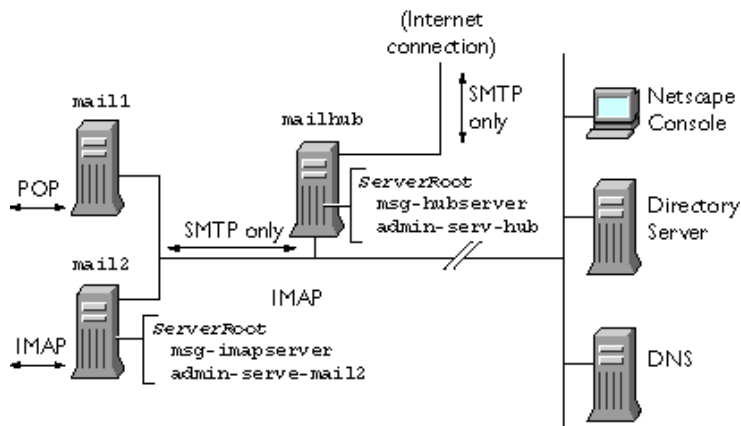 (Internet
connection)
mail1
SMTP
only
Netscape
Console
mailhub
POP
ServerRoot
msg-hubserver
admin-serv-hub
Directory
Server
SMTP only
mail2
IMAP
ServerRoot
msg-imapserver
admin-serve-mail2
IMAP
DNS